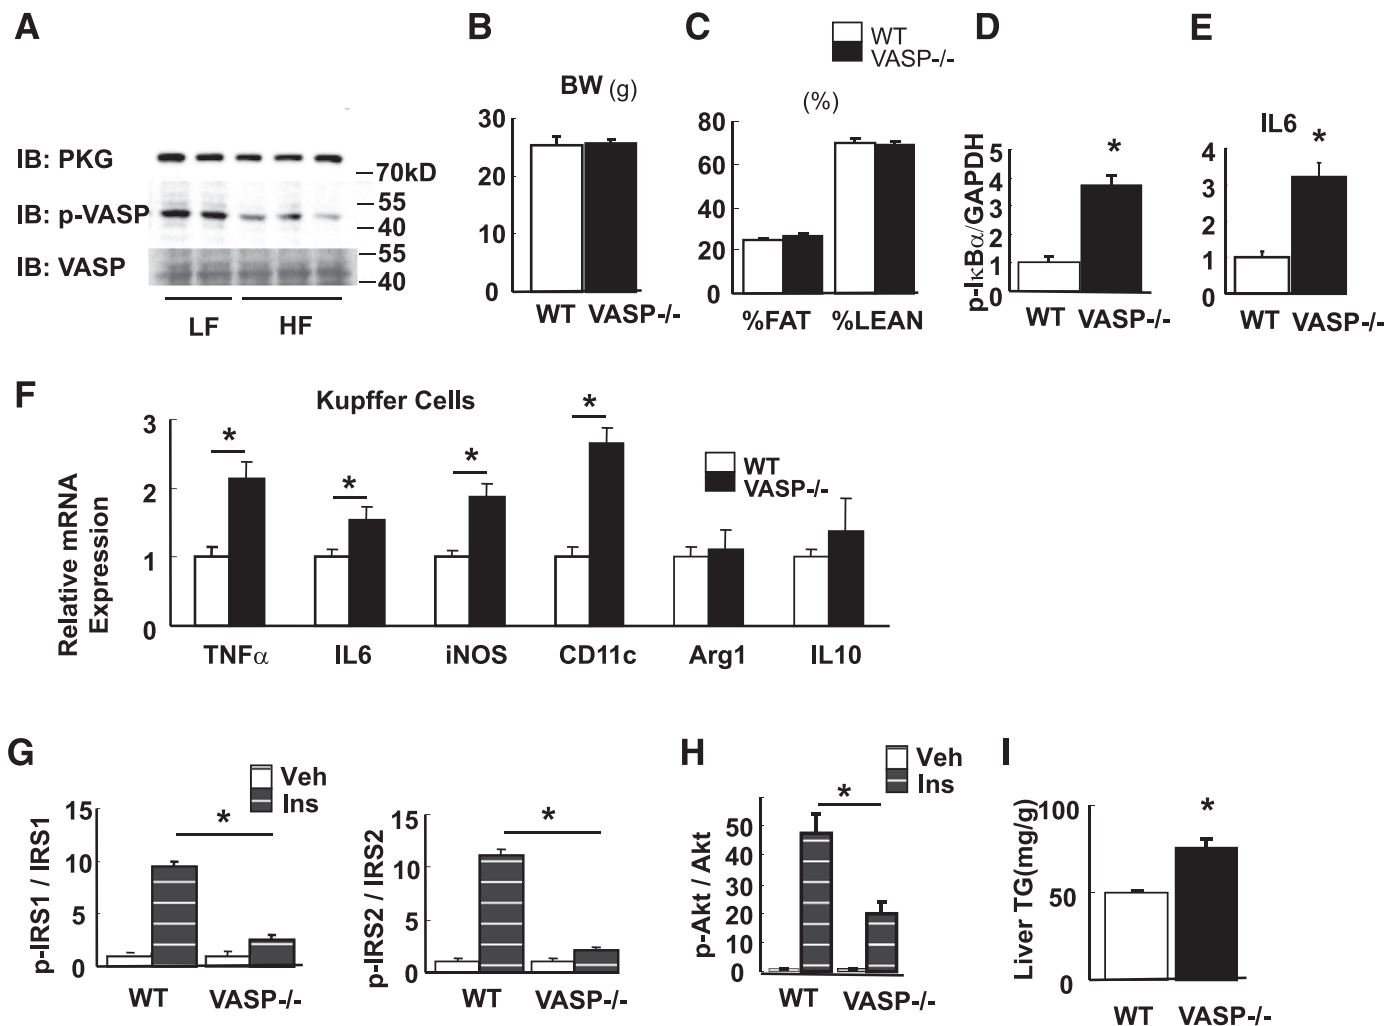 A
IB: PKG
IB: p-VASP
IB: VASP
70kD
55
40
55
40
LF HF
B
BW (g)
30
20
10
0
WT VASP-/-
C
WT
VASP-/-
(%)
80
60
40
20
0
%FAT %LEAN
D
p-IκBα/GAPDH
5
4
3
2
1
0
*
WT VASP-/-
E
IL6
*
4
3
2
1
0
WT VASP-/-
F
Kupffer Cells
Relative mRNA
Expression
3
2
1
0
* * * *
WT
VASP-/-
TNFα IL6 iNOS CD11c Arg1 IL10
G
Veh
Ins
p-IRS1 / IRS1
15
10
5
0
*
WT VASP-/-
p-IRS2 / IRS2
15
10
5
0
*
WT VASP-/-
H
Veh
Ins
p-Akt / Akt
50
40
30
20
10
0
*
WT VASP-/-
I
Liver TG(mg/g)
100
50
0
*
WT VASP-/-